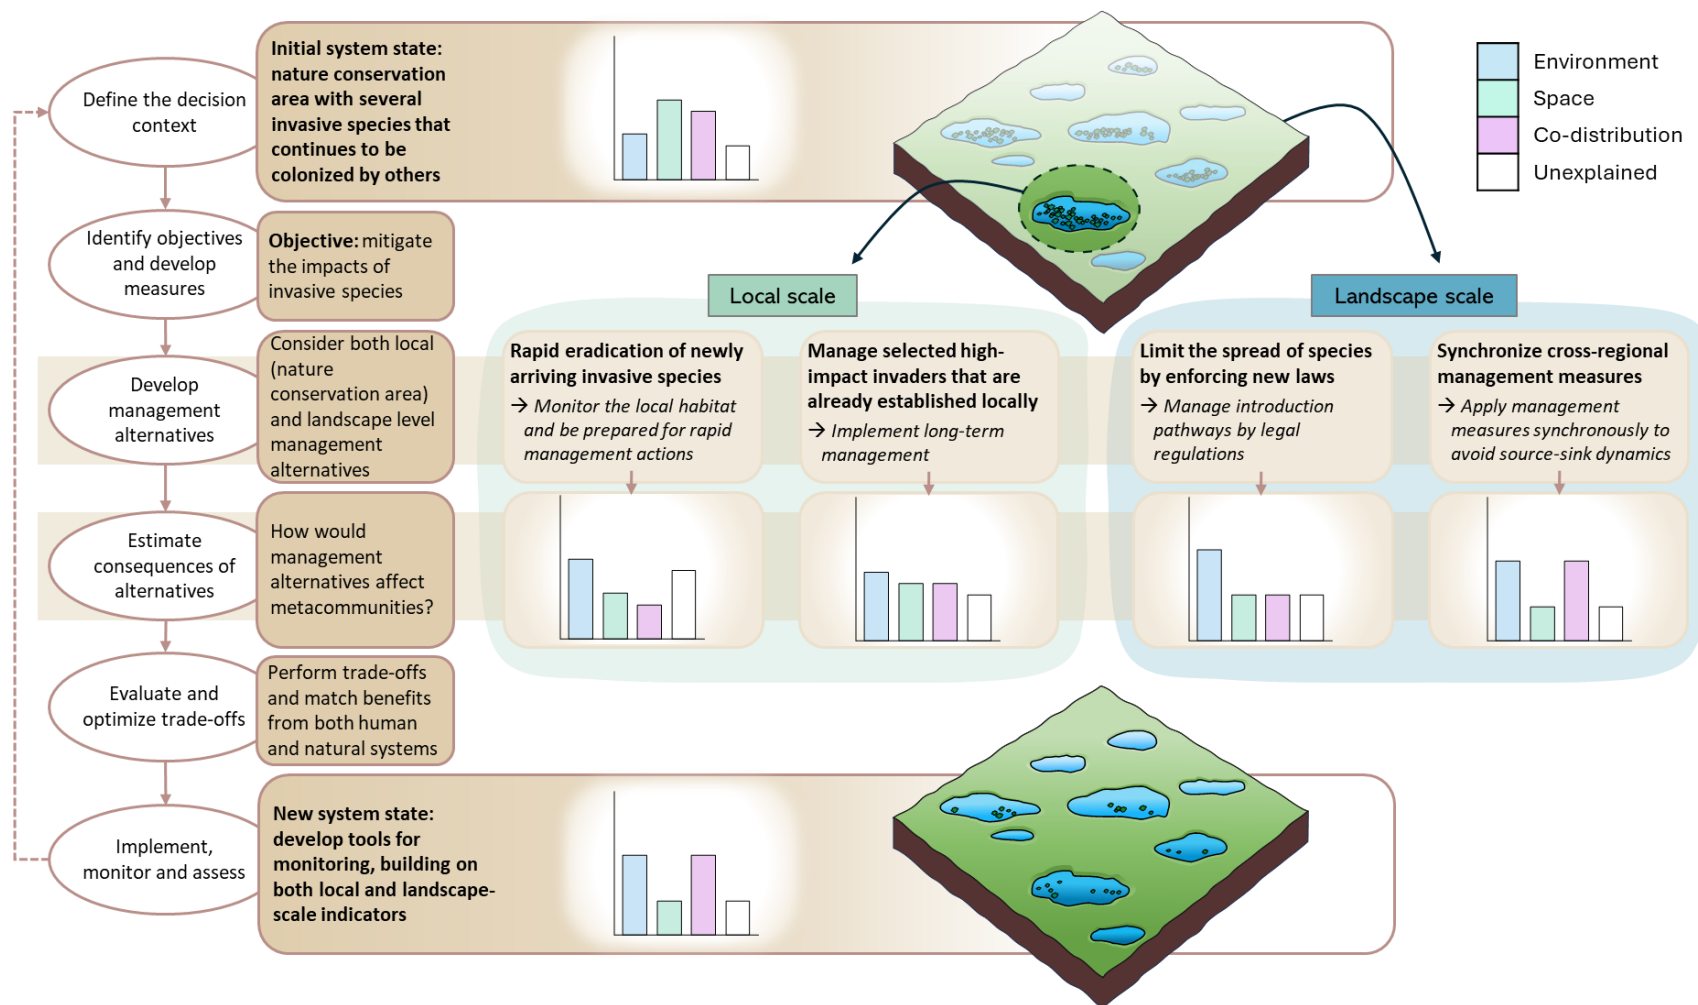 Define the decision
context
Initial system state:
nature conservation
area with several
invasive species that
continues to be
colonized by others
Environment
Space
Co-distribution
Unexplained
Identify objectives
and develop
measures
Objective: mitigate
the impacts of
invasive species
Local scale
Landscape scale
Develop
management
alternatives
Consider both local
(nature
conservation area)
and landscape level
management
alternatives
Rapid eradication of newly
arriving invasive species
→ Monitor the local habitat
and be prepared for rapid
management actions
Manage selected high-
impact invaders that are
already established locally
→ Implement long-term
management
Limit the spread of species
by enforcing new laws
→ Manage introduction
pathways by legal
regulations
Synchronize cross-regional
management measures
→ Apply management
measures synchronously to
avoid source-sink dynamics
Estimate
consequences of
alternatives
How would
management
alternatives affect
metacommunities?
Evaluate and
optimize trade-offs
Perform trade-offs
and match benefits
from both human
and natural systems
Implement,
monitor and assess
New system state:
develop tools for
monitoring, building on
both local and landscape-
scale indicators